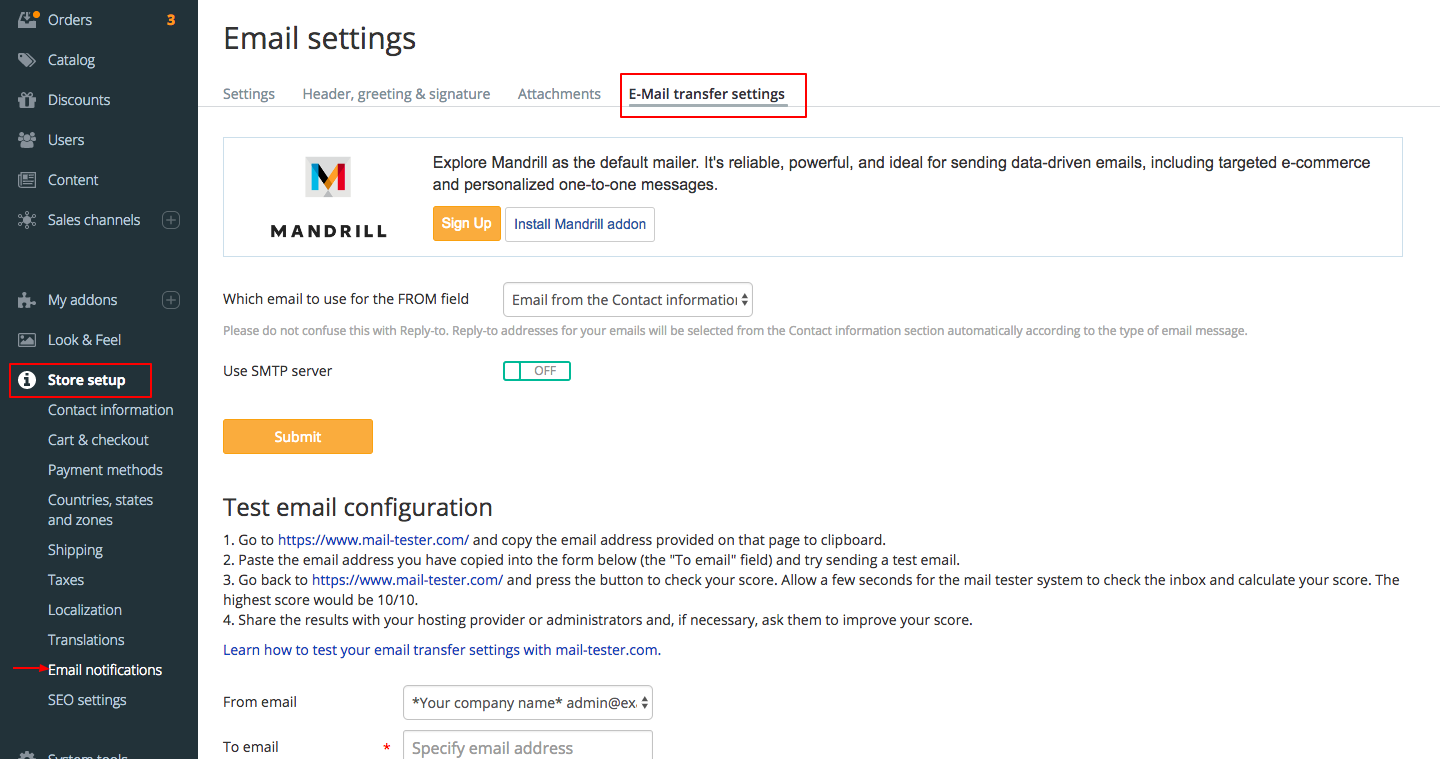 Orders 3
Catalog
Discounts
Users
Content
Sales channels
My addons
Look & Feel
Store setup
Contact information
Cart & checkout
Payment methods
Countries, states
and zones
Shipping
Taxes
Localization
Translations
Email notifications
SEO settings
System tools
Email settings
Settings Header, greeting & signature Attachments E-Mail transfer settings
MANDRILL
Explore Mandrill as the default mailer. It's reliable, powerful, and ideal for sending data-driven emails, including targeted e-commerce
and personalized one-to-one messages.
Sign Up Install Mandrill addon
Which email to use for the FROM field Email from the Contact information
Please do not confuse this with Reply-to. Reply-to addresses for your emails will be selected from the Contact information section automatically according to the type of email message.
Use SMTP server OFF
Submit
Test email configuration
1. Go to https://www.mail-tester.com/ and copy the email address provided on that page to clipboard.
2. Paste the email address you have copied into the form below (the "To email" field) and try sending a test email.
3. Go back to https://www.mail-tester.com/ and press the button to check your score. Allow a few seconds for the mail tester system to check the inbox and calculate your score. The
highest score would be 10/10.
4. Share the results with your hosting provider or administrators and, if necessary, ask them to improve your score.
Learn how to test your email transfer settings with mail-tester.com.
From email *Your company name* admin@ex
To email * Specify email address